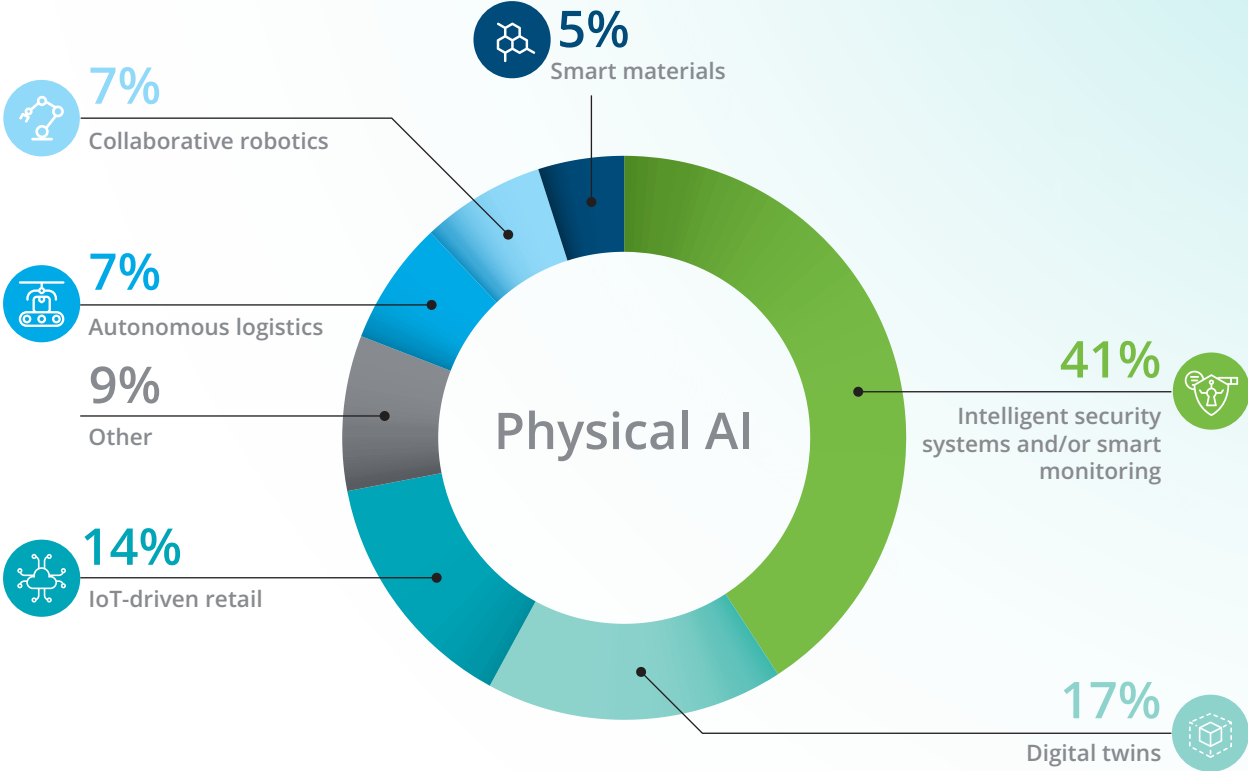 5%
Smart materials
7%
Collaborative robotics
7%
Autonomous logistics
9%
Other
14%
IoT-driven retail
Physical AI
41%
Intelligent security
systems and/or smart
monitoring
17%
Digital twins